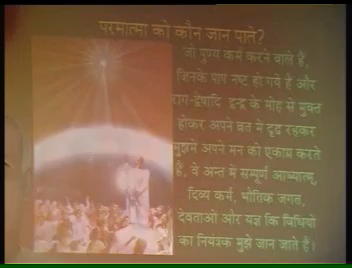 परमात्मा को कौन जान पाते?
जो पुण्य कर्म करने वाले है,
जिनके पाप नष्ट हो गये है और
राग-द्वेषादि द्वन्द्व के मोह से मुक्त
होकर अपने व्रत मे दृढ रहकर
मुझमे अपने मन को एकाग्र करते
है, वे अन्त मे सम्पूर्ण आध्यात्म,
दिव्य कर्म, भौतिक जगत,
देवताओ और यज्ञ कि विधियो
का नियंत्रक मुझे जान जाते है।